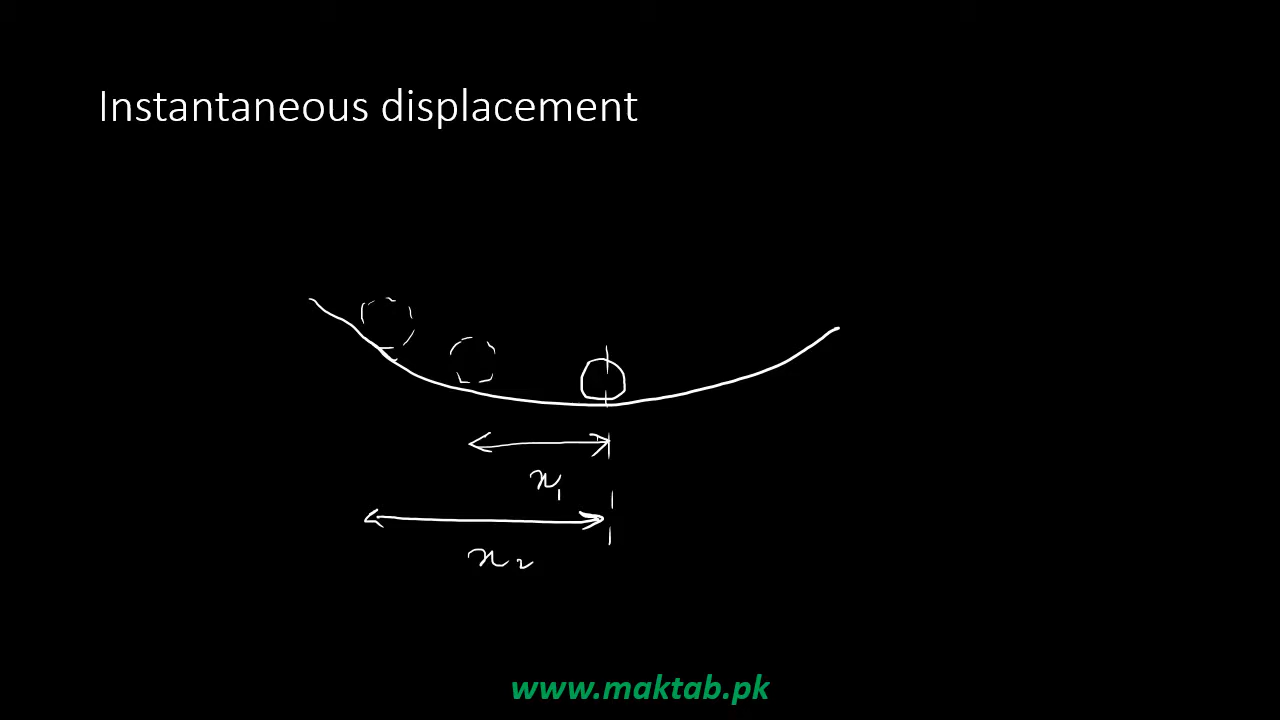 Instantaneous displacement
x₁
x₂
www.maktab.pk